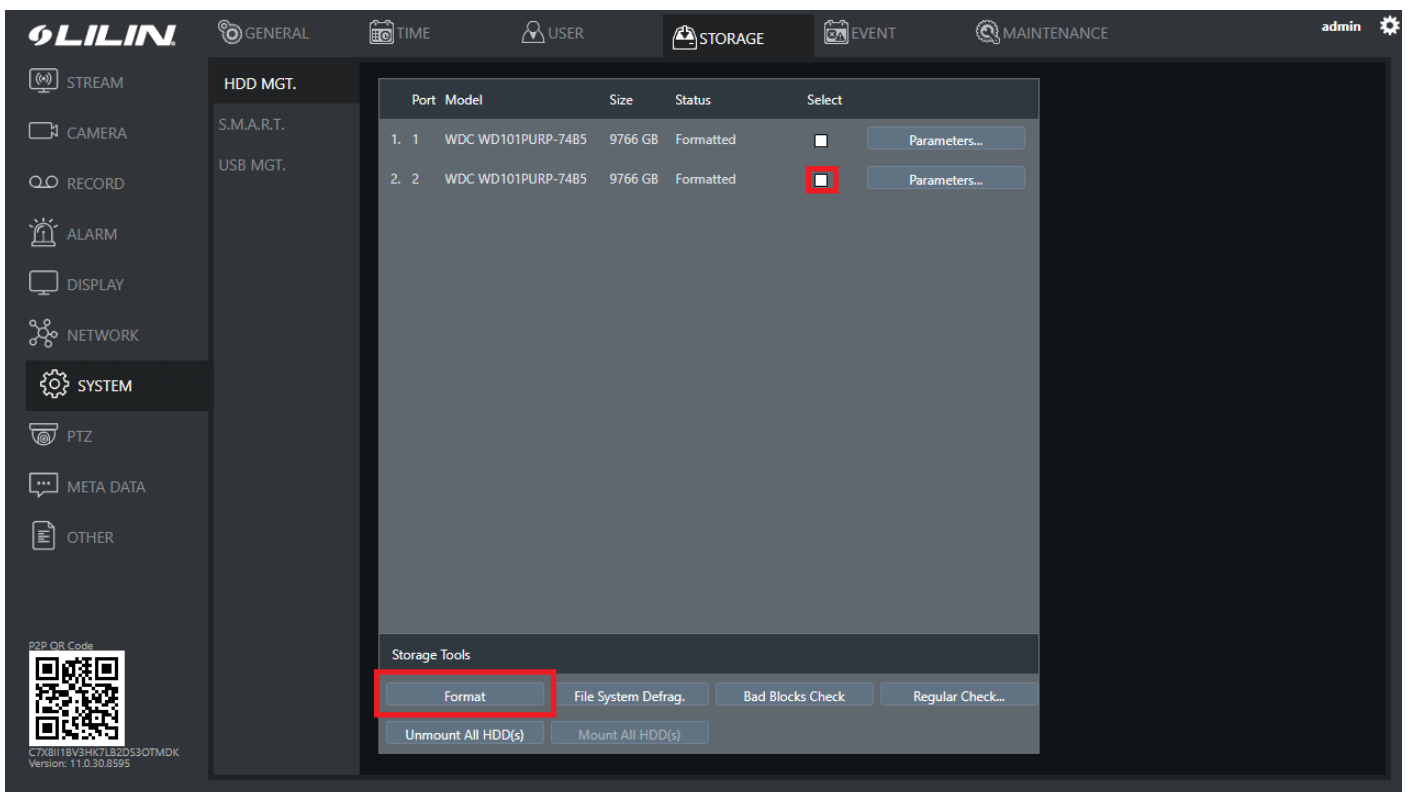 LILIN
GENERAL TIME USER STORAGE EVENT MAINTENANCE admin
STREAM
CAMERA
RECORD
ALARM
DISPLAY
NETWORK
SYSTEM
PTZ
META DATA
OTHER
P2P QR Code
C7X8II1BV3HK7LB2DS3OTMDK
Version: 11.0.30.8595
HDD MGT.
S.M.A.R.T.
USB MGT.
Port Model Size Status Select
1. 1 WDC WD101PURP-74B5 9766 GB Formatted Parameters...
2. 2 WDC WD101PURP-74B5 9766 GB Formatted Parameters...
Storage Tools
Format File System Defrag. Bad Blocks Check Regular Check...
Unmount All HDD(s) Mount All HDD(s)